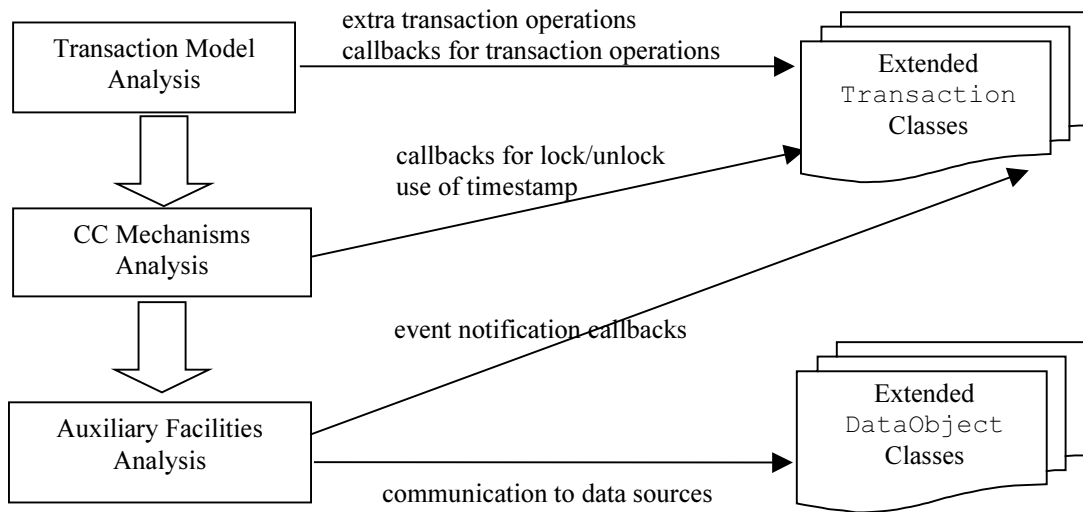 Transaction Model
Analysis
extra transaction operations
callbacks for transaction operations
Extended
Transaction
Classes
callbacks for lock/unlock
use of timestamp
CC Mechanisms
Analysis
event notification callbacks
Auxiliary Facilities
Analysis
Extended
DataObject
Classes
communication to data sources